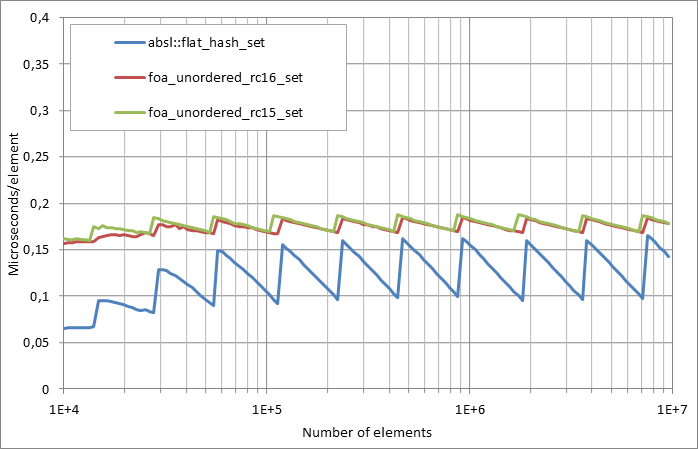 0,4
0,35
0,3
0,25
0,2
0,15
0,1
0,05
0
Microseconds/element
absl::flat_hash_set
foa_unordered_rc16_set
foa_unordered_rc15_set
1E+4 1E+5 1E+6 1E+7
Number of elements